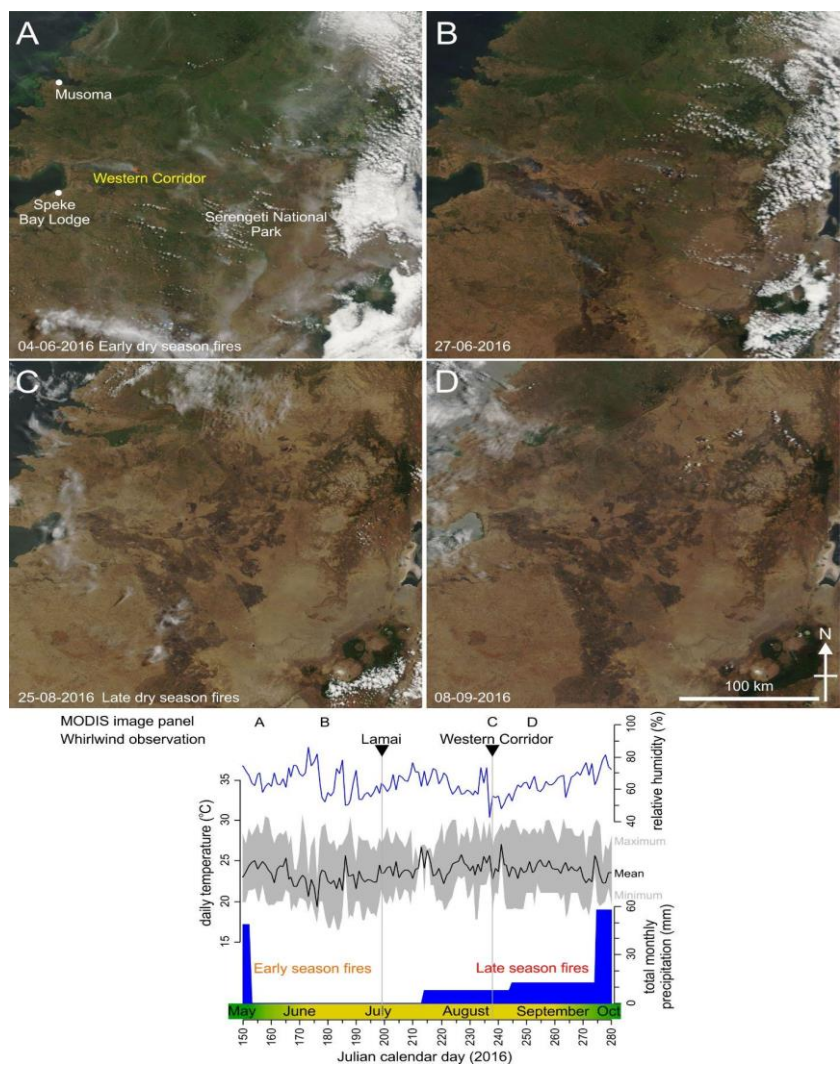 A
Musoma
Western Corridor
Speke
Bay Lodge
Serengeti National
Park
04-06-2016 Early dry season fires
B
27-06-2016
C
25-08-2016 Late dry season fires
D
N
100 km
08-09-2016
MODIS image panel A B C D
Whirlwind observation Lamai Western Corridor
daily temperature (°C)
35
30
25
20
15
relative humidity (%)
100
80
60
40
Maximum
Mean
Minimum
total monthly
precipitation (mm)
60
40
20
0
Early season fires
Late season fires
May June July August September Oct
150 160 170 180 190 200 210 220 230 240 250 260 270 280
Julian calendar day (2016)